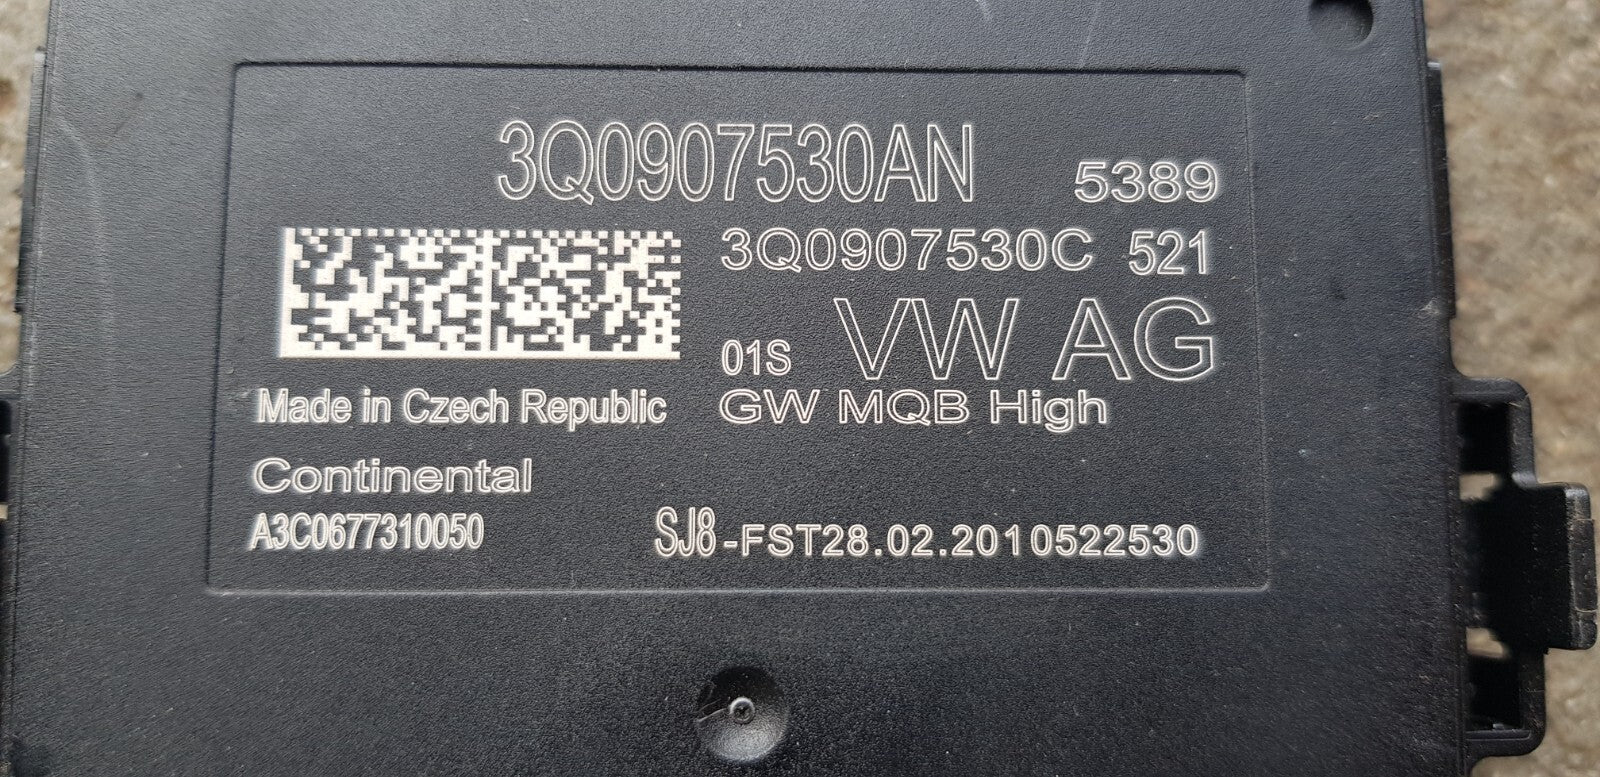 3Q0907530AN 5389
3Q0907530C 521
01S VW AG
Made in Czech Republic GW MQB High
Continental
A3C0677310050 SJ8-FST28.02.2010522530